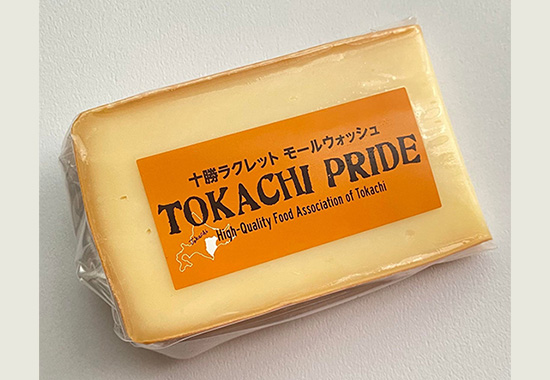 十勝ラクレット モールウォッシュ
TOKACHI PRIDE
High-Quality Food Association of Tokachi
Tokachi